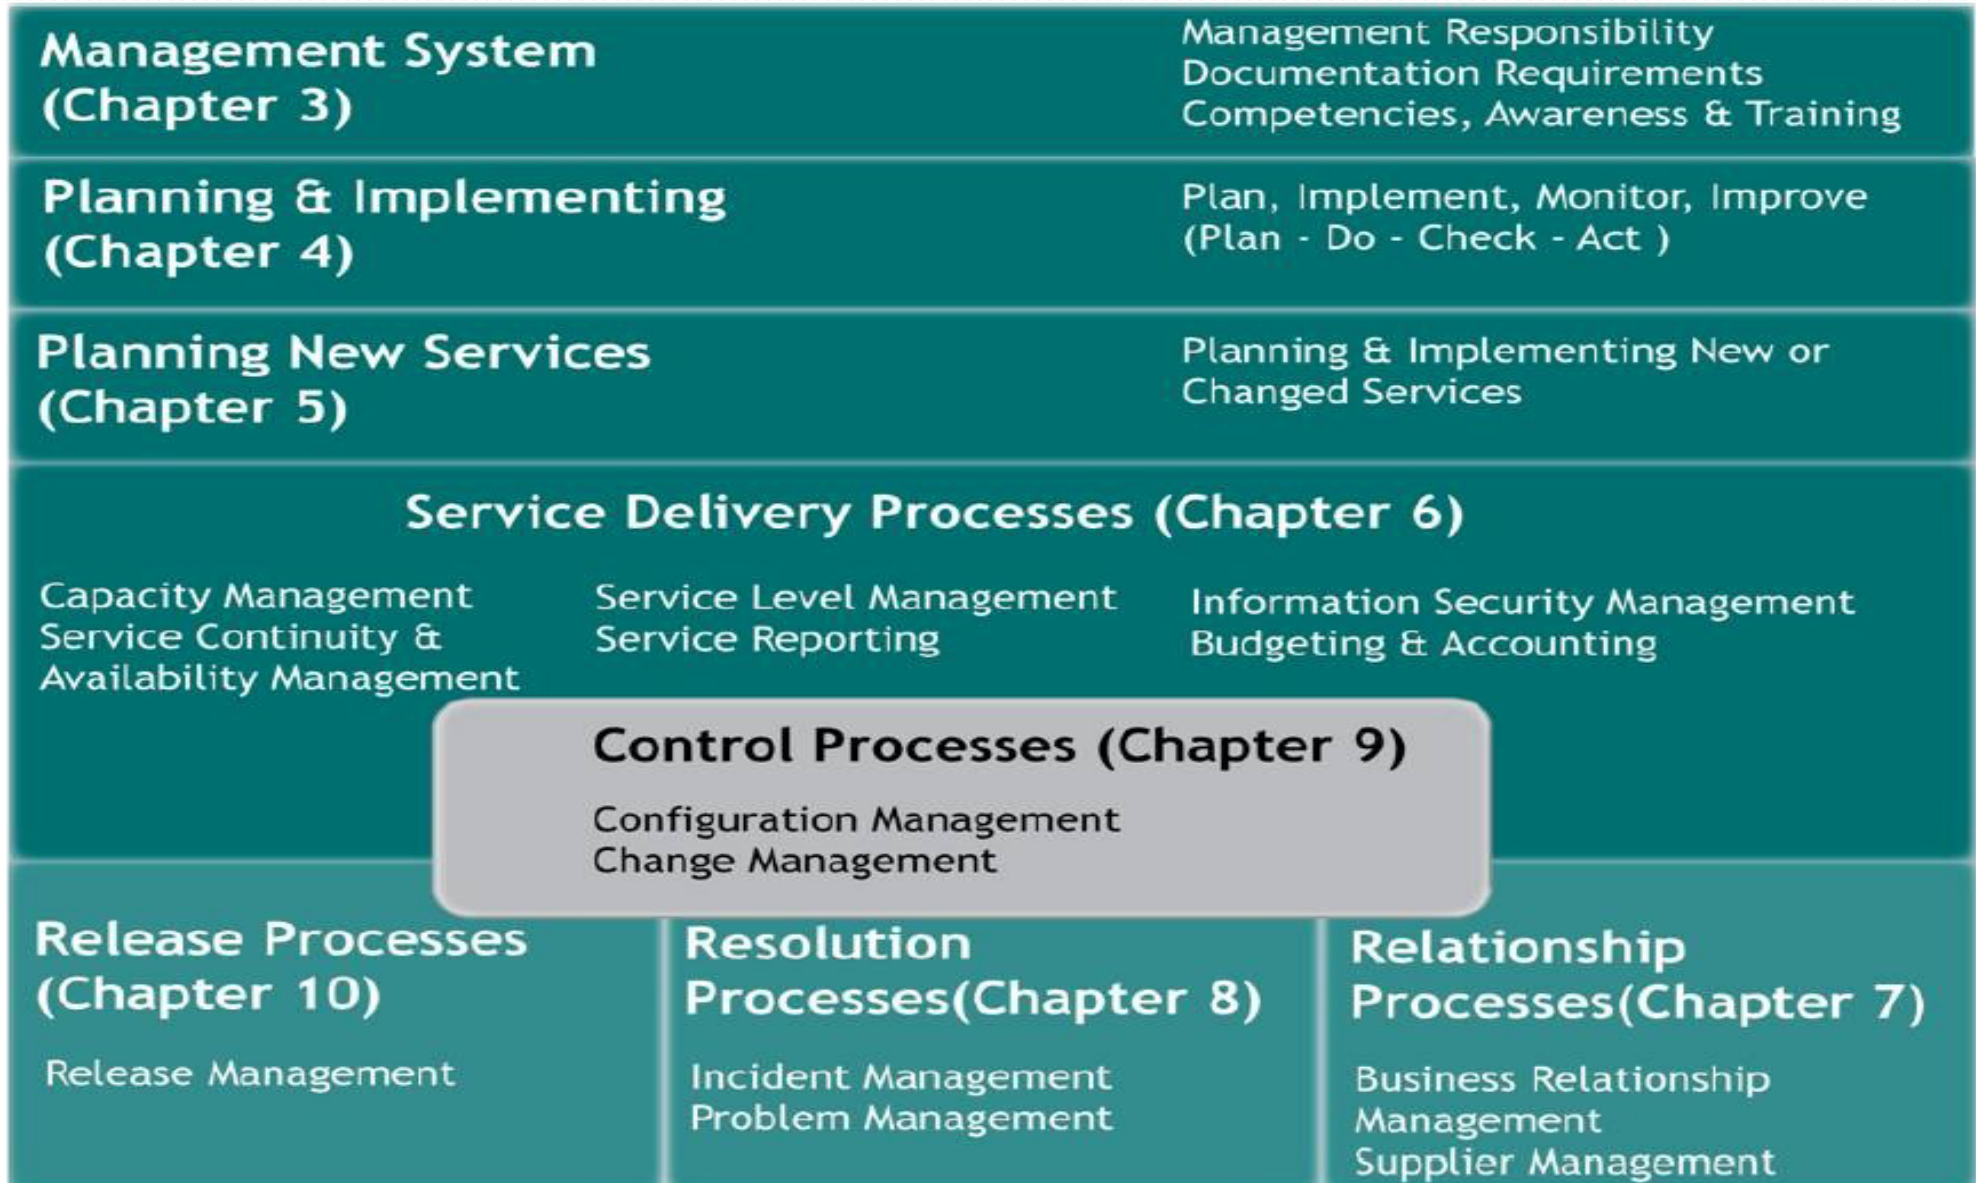 Management System
(Chapter 3)
Management Responsibility
Documentation Requirements
Competencies, Awareness & Training
Planning & Implementing
(Chapter 4)
Plan, Implement, Monitor, Improve
(Plan - Do - Check - Act )
Planning New Services
(Chapter 5)
Planning & Implementing New or
Changed Services
Service Delivery Processes (Chapter 6)
Capacity Management
Service Continuity &
Availability Management
Service Level Management
Service Reporting
Information Security Management
Budgeting & Accounting
Control Processes (Chapter 9)
Configuration Management
Change Management
Release Processes
(Chapter 10)
Release Management
Resolution
Processes(Chapter 8)
Incident Management
Problem Management
Relationship
Processes(Chapter 7)
Business Relationship
Management
Supplier Management